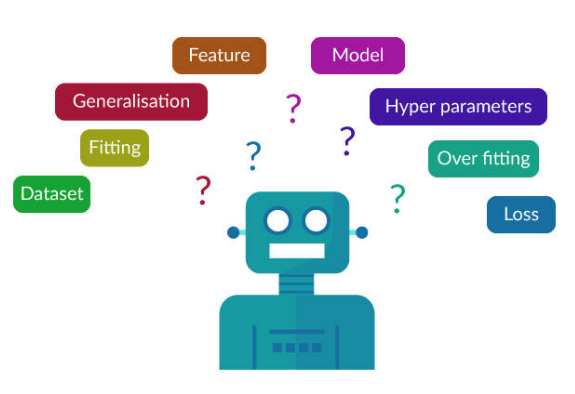 Feature
Model
Generalisation
Hyper parameters
Fitting
Over fitting
Dataset
Loss
?
?
?
?
?